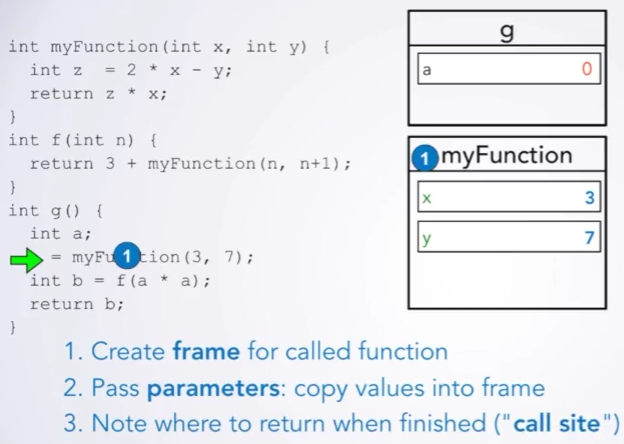 int myFunction(int x, int y) {
int z = 2 * x - y;
return z * x;
}
int f(int n) {
return 3 + myFunction(n, n+1);
}
int g() {
int a;
= myFu 1 tion(3, 7);
int b = f(a * a);
return b;
}
g
a 0
1 myFunction
x 3
y 7
1. Create frame for called function
2. Pass parameters: copy values into frame
3. Note where to return when finished ("call site")